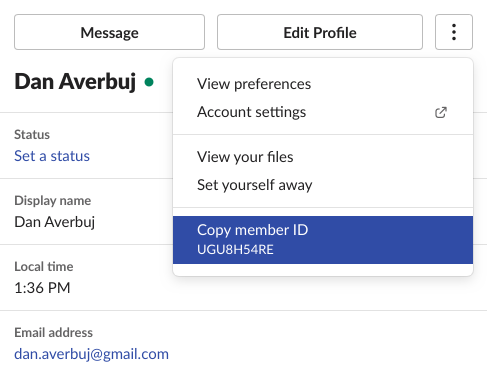 Message
Edit Profile
Dan Averbuj
View preferences
Account settings
View your files
Set yourself away
Copy member ID
UGU8H54RE
Status
Set a status
Display name
Dan Averbuj
Local time
1:36 PM
Email address
dan.averbuj@gmail.com